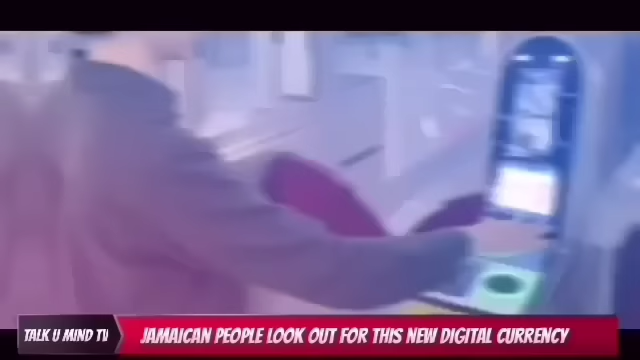 TALK U MIND TV
JAMAICAN PEOPLE LOOK OUT FOR THIS NEW DIGITAL CURRENCY